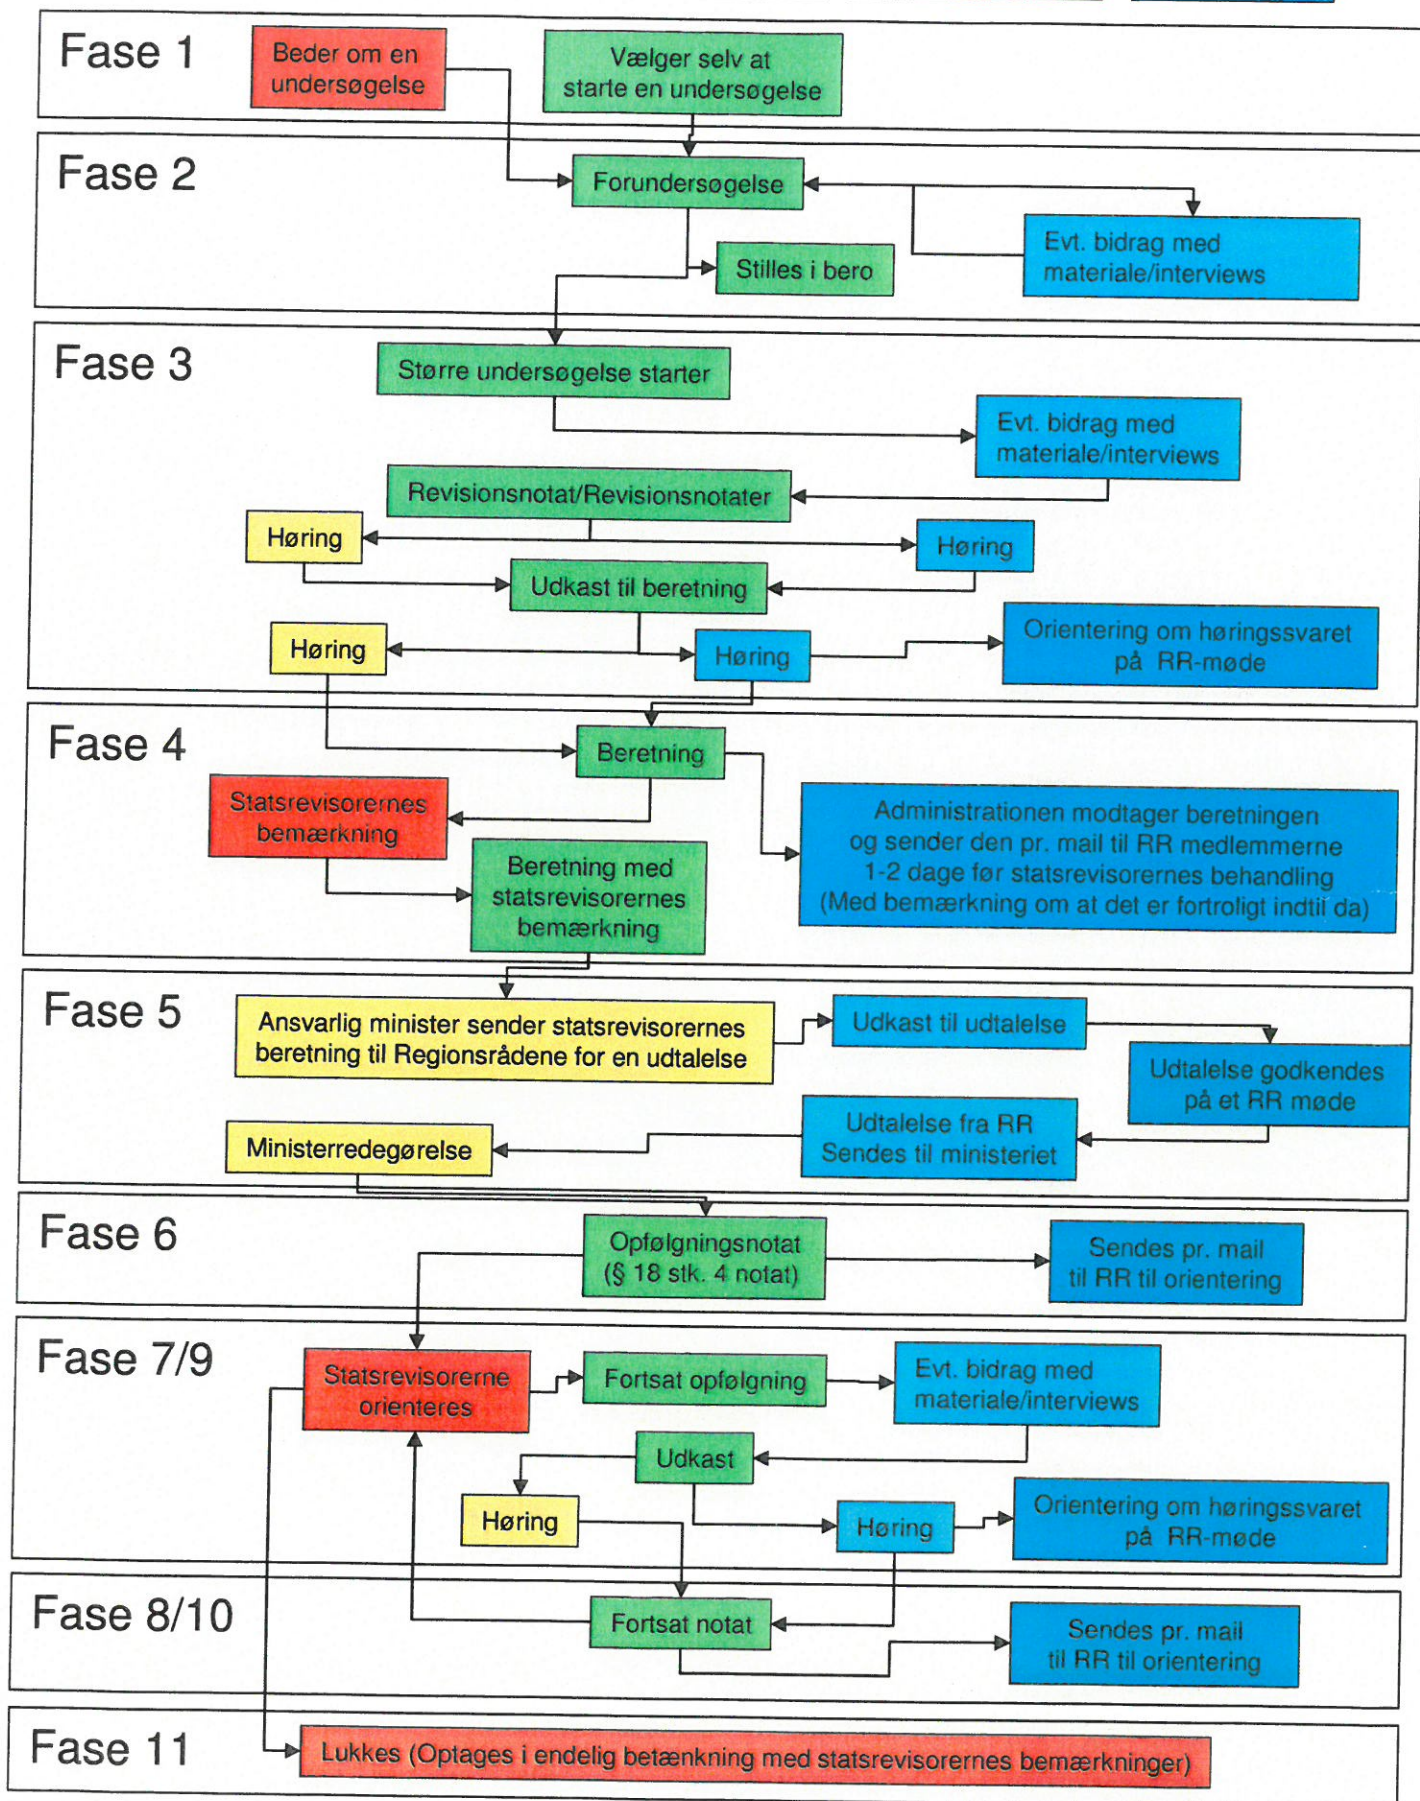 Fase 1
Beder om en
undersøgelse
Vælger selv at
starte en undersøgelse
Fase 2
Forundersøgelse
Evt. bidrag med
materiale/interviews
Stilles i bero
Fase 3
Større undersøgelse starter
Evt. bidrag med
materiale/interviews
Revisionsnotat/Revisionsnotater
Høring
Høring
Udkast til beretning
Høring
Høring
Orientering om høringssvaret
på RR-møde
Fase 4
Beretning
Statsrevisorernes
bemærkning
Administrationen modtager beretningen
og sender den pr. mail til RR medlemmerne
1-2 dage før statsrevisorernes behandling
(Med bemærkning om at det er fortroligt indtil da)
Beretning med
statsrevisorernes
bemærkning
Fase 5
Ansvarlig minister sender statsrevisorernes
beretning til Regionsrådene for en udtalelse
Udkast til udtalelse
Udtalelse godkendes
på et RR møde
Udtalelse fra RR
Sendes til ministeriet
Ministerredegørelse
Fase 6
Opfølgningsnotat
(§ 18 stk. 4 notat)
Sendes pr. mail
til RR til orientering
Fase 7/9
Statsrevisorerne
orienteres
Fortsat opfølgning
Evt. bidrag med
materiale/interviews
Udkast
Høring
Høring
Orientering om høringssvaret
på RR-møde
Fase 8/10
Fortsat notat
Sendes pr. mail
til RR til orientering
Fase 11
Lukkes (Optages i endelig betænkning med statsrevisorernes bemærkninger)